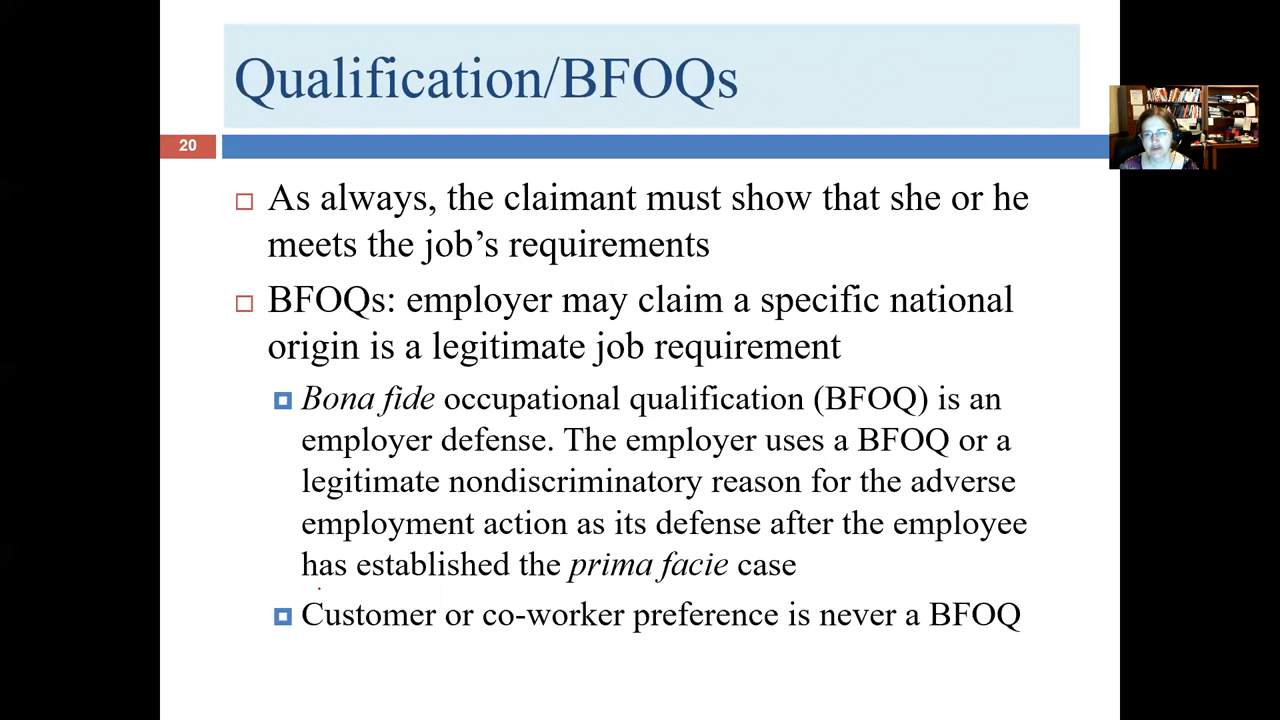 Qualification/BFOQs
20
As always, the claimant must show that she or he
meets the job’s requirements
BFOQs: employer may claim a specific national
origin is a legitimate job requirement
Bona fide occupational qualification (BFOQ) is an
employer defense. The employer uses a BFOQ or a
legitimate nondiscriminatory reason for the adverse
employment action as its defense after the employee
has established the prima facie case
Customer or co-worker preference is never a BFOQ